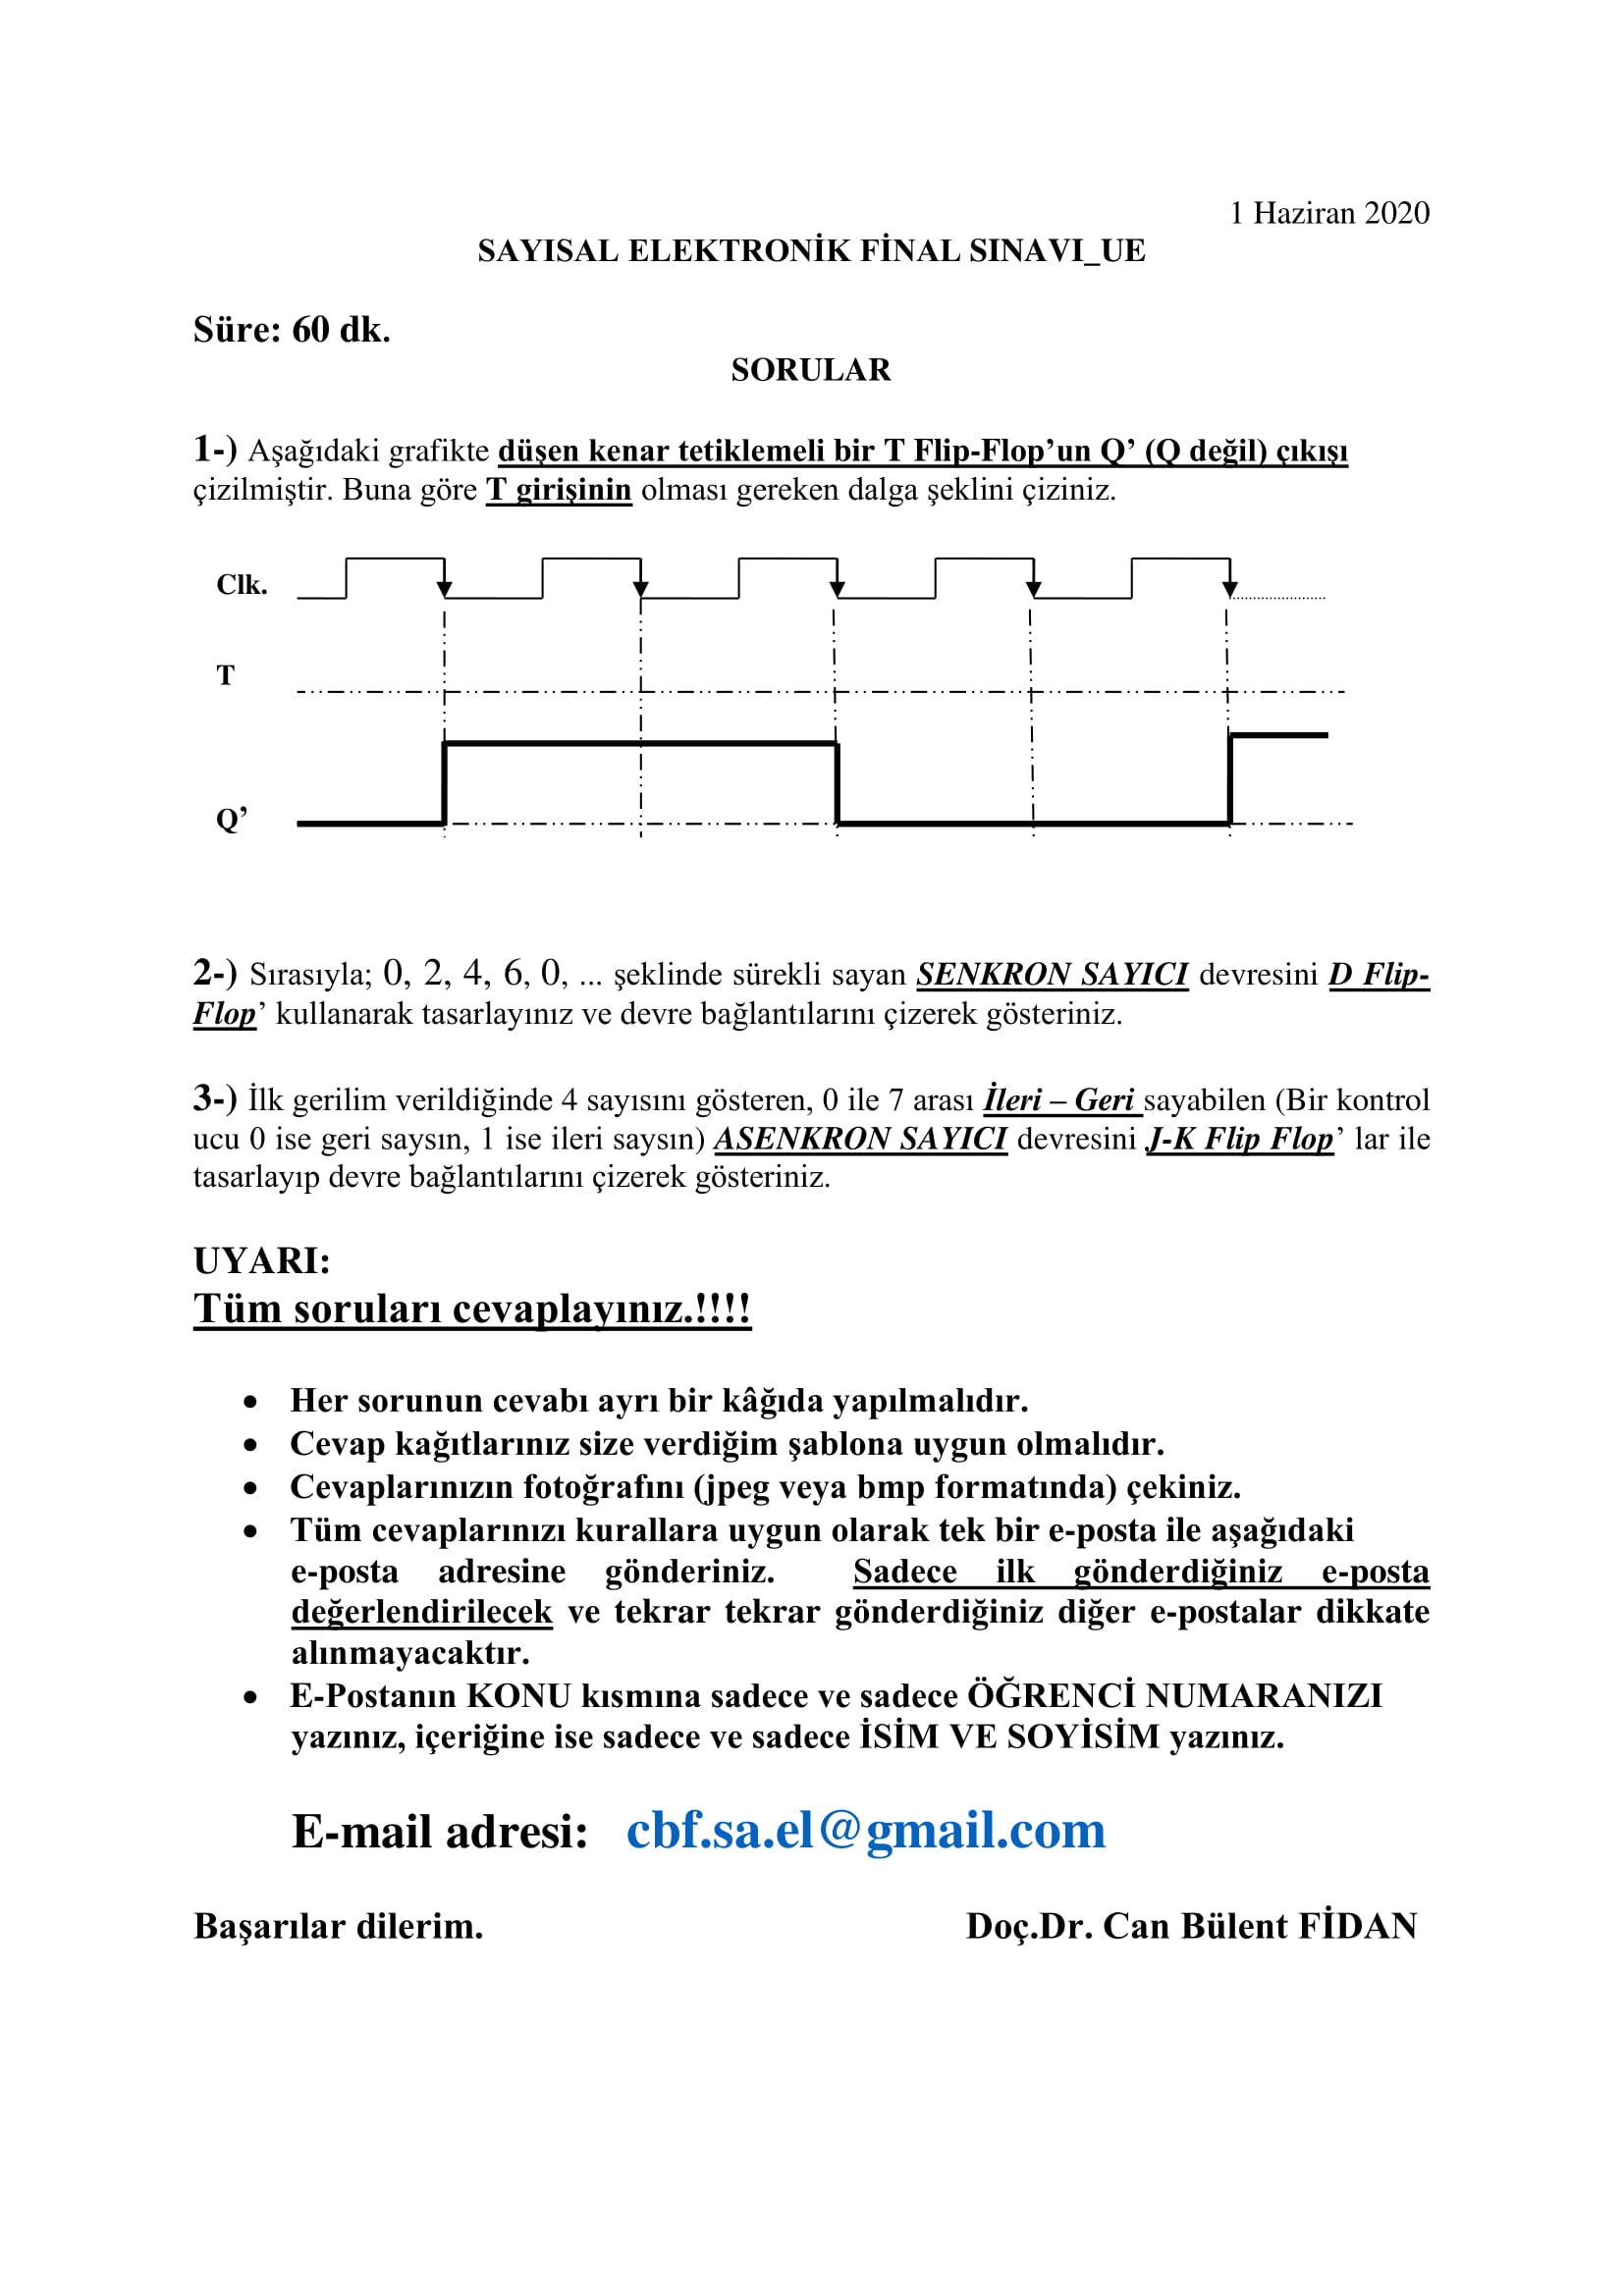 1 Haziran 2020
SAYISAL ELEKTRONİK FİNAL SINAVI_UE
Süre: 60 dk.
SORULAR
1-) Aşağıdaki grafikte düşen kenar tetiklemeli bir T Flip-Flop’un Q’ (Q değil) çıkışı
çizilmiştir. Buna göre T girişinin olması gereken dalga şeklini çiziniz.
Clk.
T
Q’
2-) Sırasıyla; 0, 2, 4, 6, 0, ... şeklinde sürekli sayan SENKRON SAYICI devresini D Flip-
Flop’ kullanarak tasarlayınız ve devre bağlantılarını çizerek gösteriniz.
3-) İlk gerilim verildiğinde 4 sayısını gösteren, 0 ile 7 arası İleri – Geri sayabilen (Bir kontrol
ucu 0 ise geri saysın, 1 ise ileri saysın) ASENKRON SAYICI devresini J-K Flip Flop’ lar ile
tasarlayıp devre bağlantılarını çizerek gösteriniz.
UYARI:
Tüm soruları cevaplayınız.!!!!
• Her sorunun cevabı ayrı bir kâğıda yapılmalıdır.
• Cevap kağıtlarınız size verdiğim şablona uygun olmalıdır.
• Cevaplarınızın fotoğrafını (jpeg veya bmp formatında) çekiniz.
• Tüm cevaplarınızı kurallara uygun olarak tek bir e-posta ile aşağıdaki
e-posta adresine gönderiniz. Sadece ilk gönderdiğiniz e-posta
değerlendirilecek ve tekrar tekrar gönderdiğiniz diğer e-postalar dikkate
alınmayacaktır.
• E-Postanın KONU kısmına sadece ve sadece ÖĞRENCİ NUMARANIZI
yazınız, içeriğine ise sadece ve sadece İSİM VE SOYİSİM yazınız.
E-mail adresi: cbf.sa.el@gmail.com
Başarılar dilerim. Doç.Dr. Can Bülent FİDAN